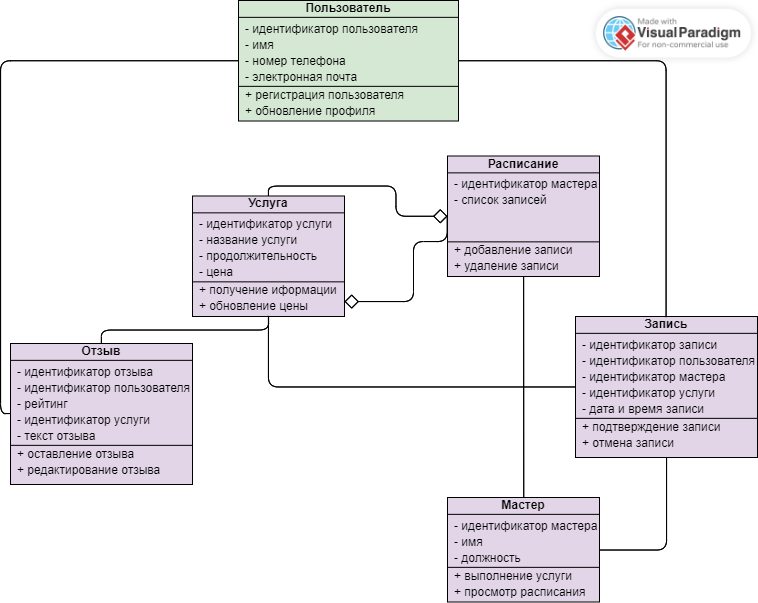 Пользователь
- идентификатор пользователя
- имя
- номер телефона
- электронная почта
+ регистрация пользователя
+ обновление профиля
Made with
Visual Paradigm
For non-commercial use
Расписание
- идентификатор мастера
- список записей
+ добавление записи
+ удаление записи
Услуга
- идентификатор услуги
- название услуги
- продолжительность
- цена
+ получение иформации
+ обновление цены
Запись
- идентификатор записи
- идентификатор пользователя
- идентификатор мастера
- идентификатор услуги
- дата и время записи
+ подтверждение записи
+ отмена записи
Отзыв
- идентификатор отзыва
- идентификатор пользователя
- рейтинг
- идентификатор услуги
- текст отзыва
+ оставление отзыва
+ редактирование отзыва
Мастер
- идентификатор мастера
- имя
- должность
+ выполнение услуги
+ просмотр расписания